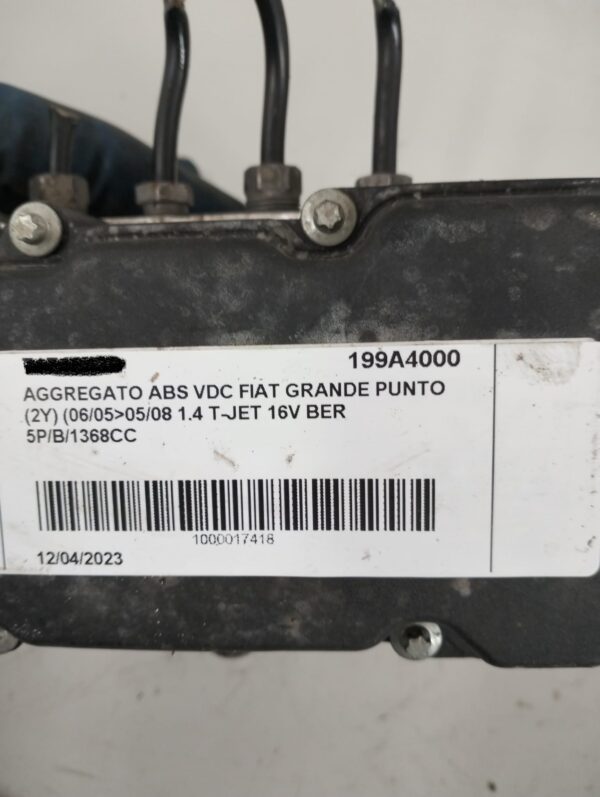 199A4000
AGGREGATO ABS VDC FIAT GRANDE PUNTO
(2Y) (06/05>05/08 1.4 T-JET 16V BER
5P/B/1368CC
1000017418
12/04/2023